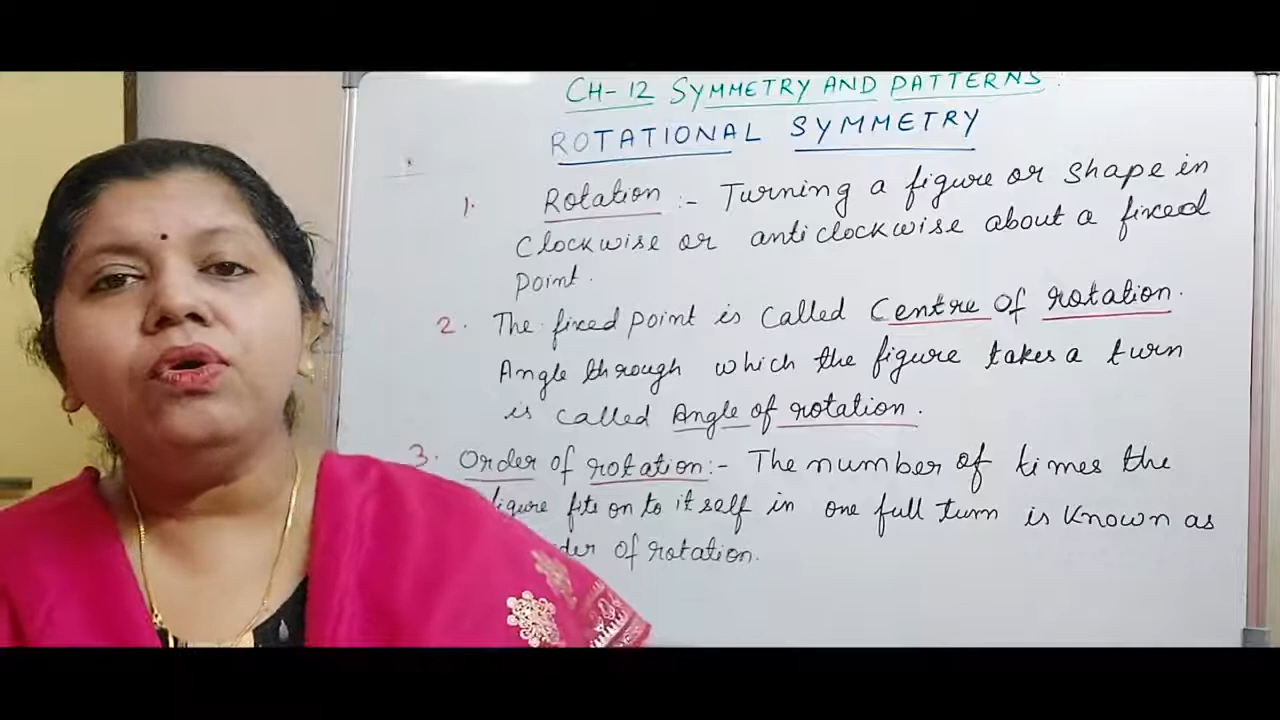 CH-12 SYMMETRY AND PATTERNS
ROTATIONAL SYMMETRY
1. Rotation :- Turning a figure or shape in
clockwise or anticlockwise about a fixed
point.
2. The fixed point is called Centre of rotation.
Angle through which the figure takes a turn
is called Angle of rotation.
3. Order of rotation:- The number of times the
figure fits on to itself in one full turn is known as
of rotation.